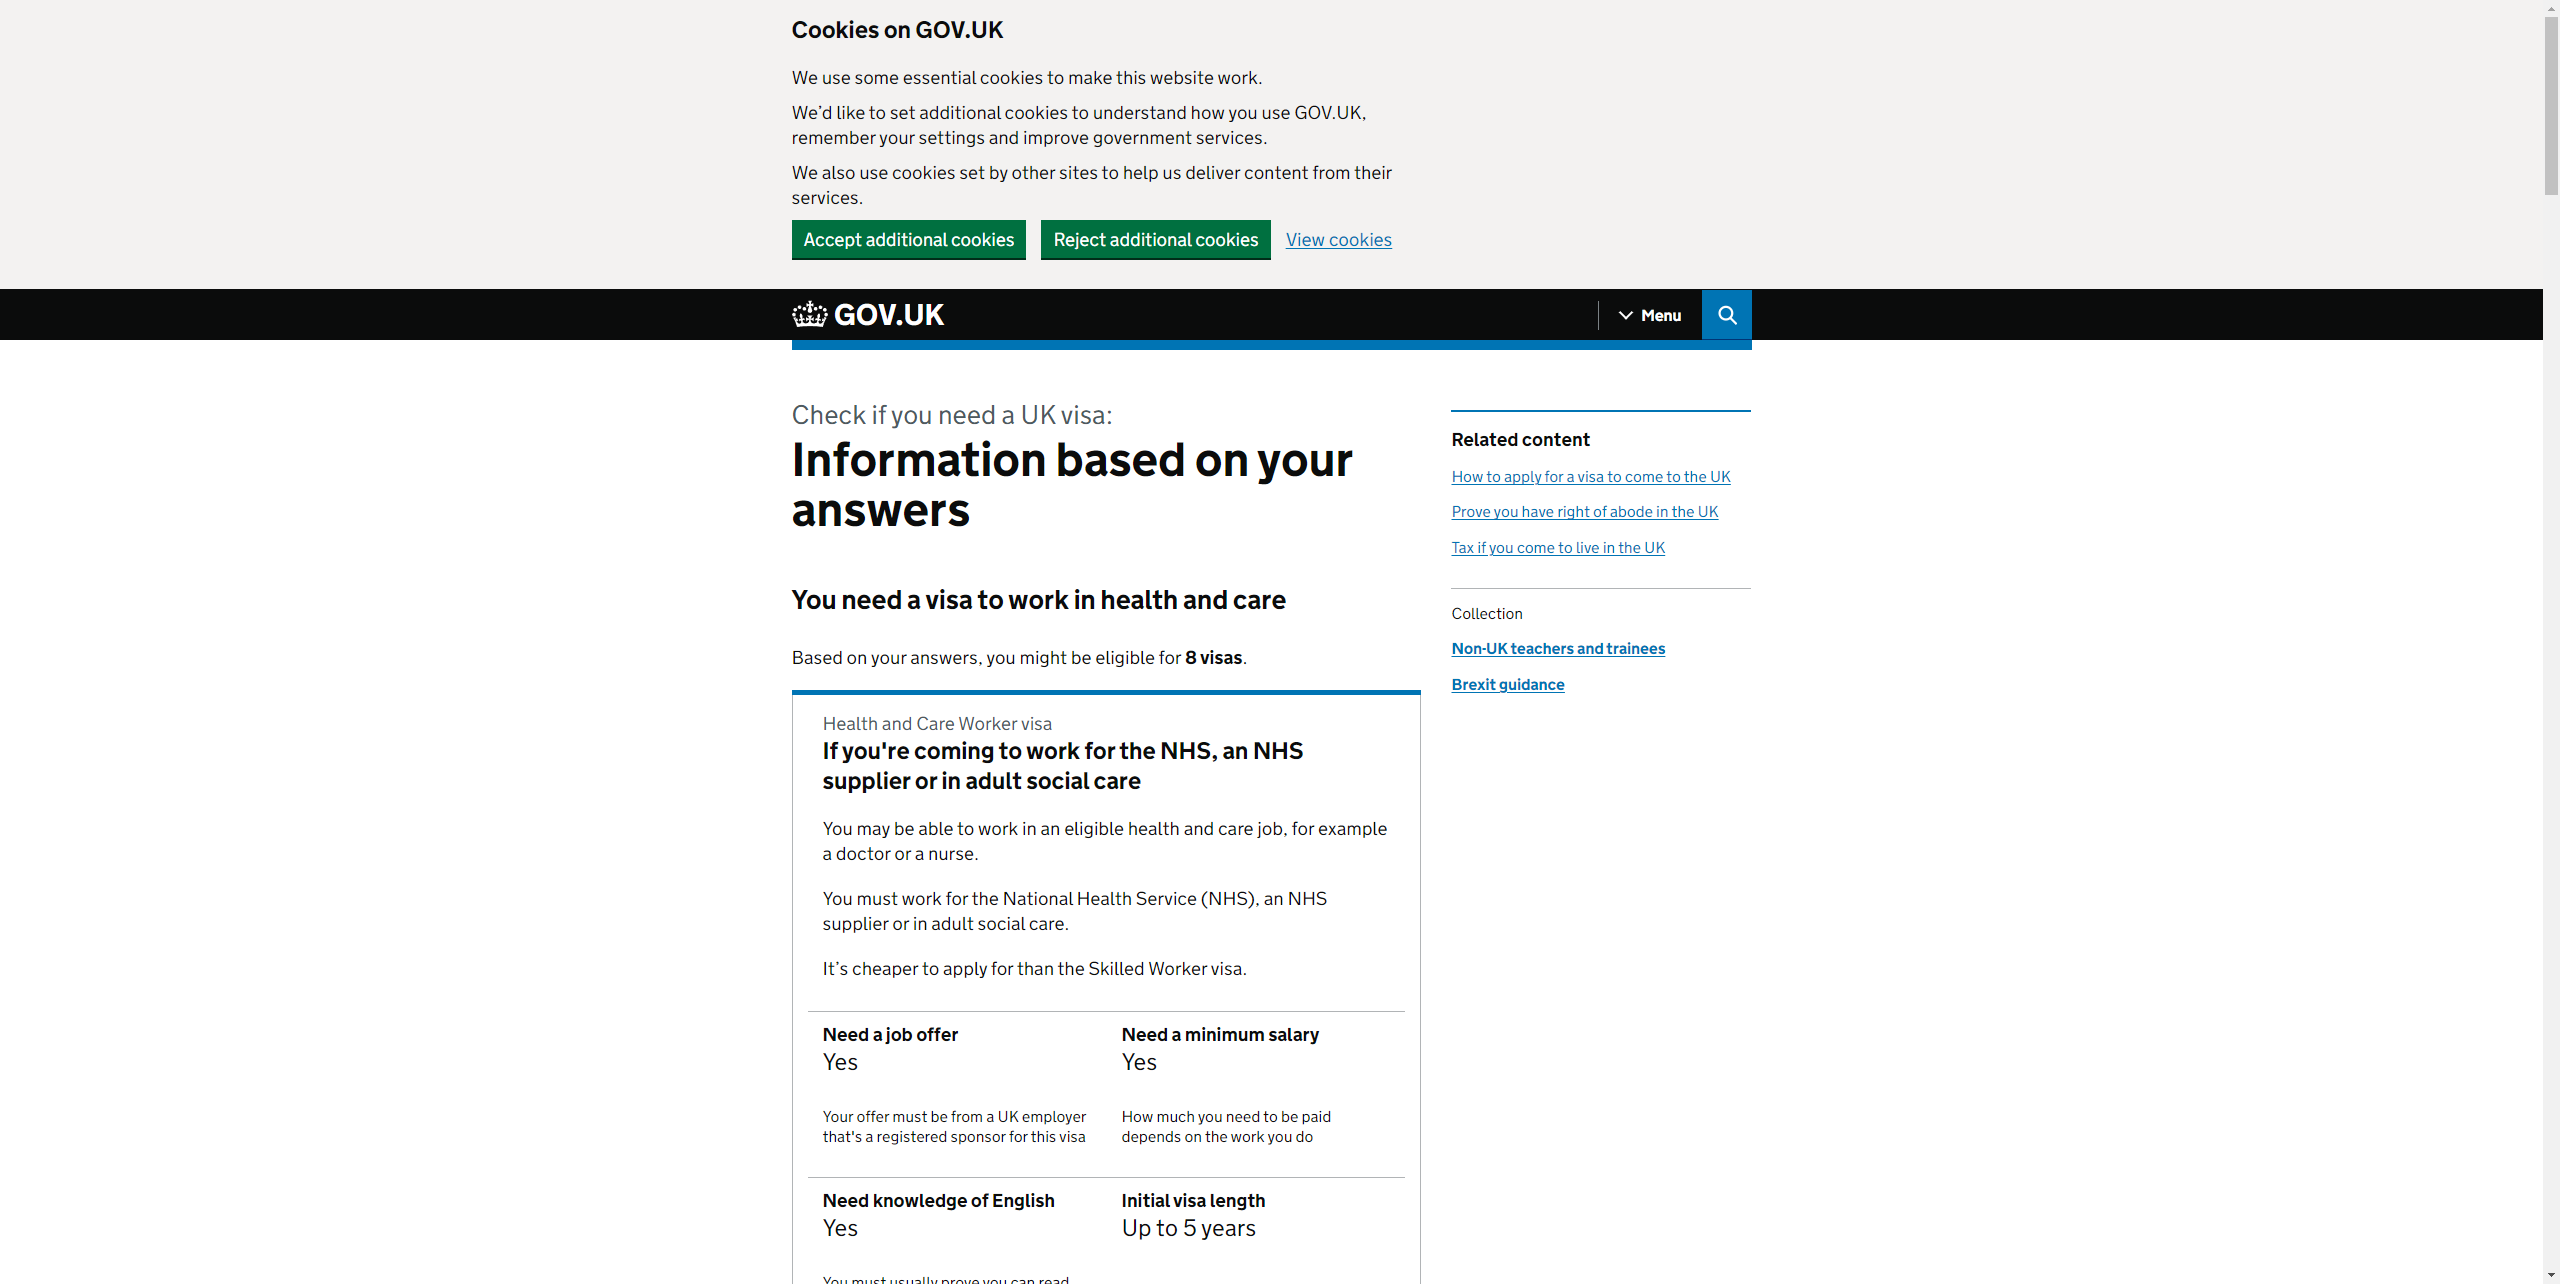 Cookies on GOV.UK
We use some essential cookies to make this website work.
We’d like to set additional cookies to understand how you use GOV.UK,
remember your settings and improve government services.
We also use cookies set by other sites to help us deliver content from their
services.
Accept additional cookies
Reject additional cookies
View cookies
GOV.UK
Menu
Check if you need a UK visa:
Information based on your
answers
You need a visa to work in health and care
Based on your answers, you might be eligible for 8 visas.
Health and Care Worker visa
If you're coming to work for the NHS, an NHS
supplier or in adult social care
You may be able to work in an eligible health and care job, for example
a doctor or a nurse.
You must work for the National Health Service (NHS), an NHS
supplier or in adult social care.
It’s cheaper to apply for than the Skilled Worker visa.
Need a job offer
Yes
Your offer must be from a UK employer
that's a registered sponsor for this visa
Need a minimum salary
Yes
How much you need to be paid
depends on the work you do
Need knowledge of English
Yes
You must usually prove you can read
Initial visa length
Up to 5 years
Related content
How to apply for a visa to come to the UK
Prove you have right of abode in the UK
Tax if you come to live in the UK
Collection
Non-UK teachers and trainees
Brexit guidance